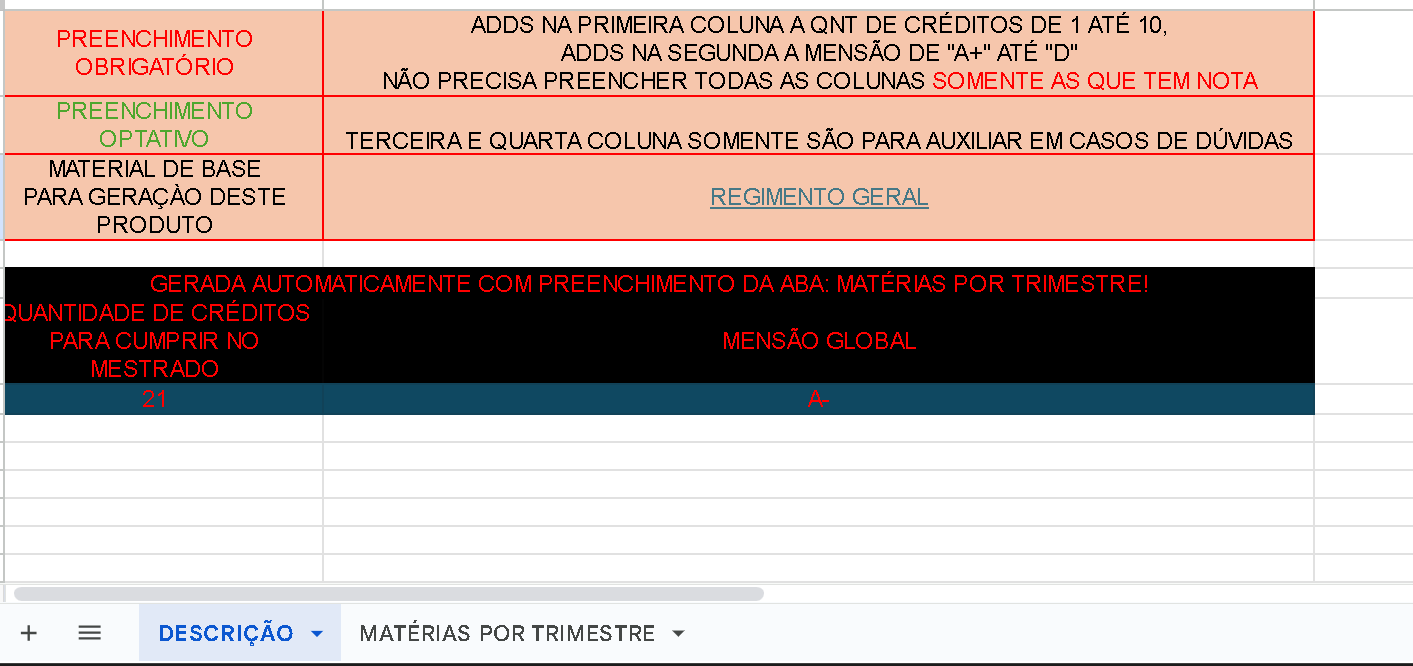 PREENCHIMENTO
OBRIGATÓRIO
ADDS NA PRIMEIRA COLUNA A QNT DE CRÉDITOS DE 1 ATÉ 10,
ADDS NA SEGUNDA A MENSÃO DE "A+" ATÉ "D"
NÃO PRECISA PREENCHER TODAS AS COLUNAS SOMENTE AS QUE TEM NOTA
PREENCHIMENTO
OPTATIVO
TERCEIRA E QUARTA COLUNA SOMENTE SÃO PARA AUXILIAR EM CASOS DE DÚVIDAS
MATERIAL DE BASE
PARA GERAÇÀO DESTE
PRODUTO
REGIMENTO GERAL
GERADA AUTOMATICAMENTE COM PREENCHIMENTO DA ABA: MATÉRIAS POR TRIMESTRE!
QUANTIDADE DE CRÉDITOS
PARA CUMPRIR NO
MESTRADO
MENSÃO GLOBAL
21
A-
DESCRIÇÃO
MATÉRIAS POR TRIMESTRE